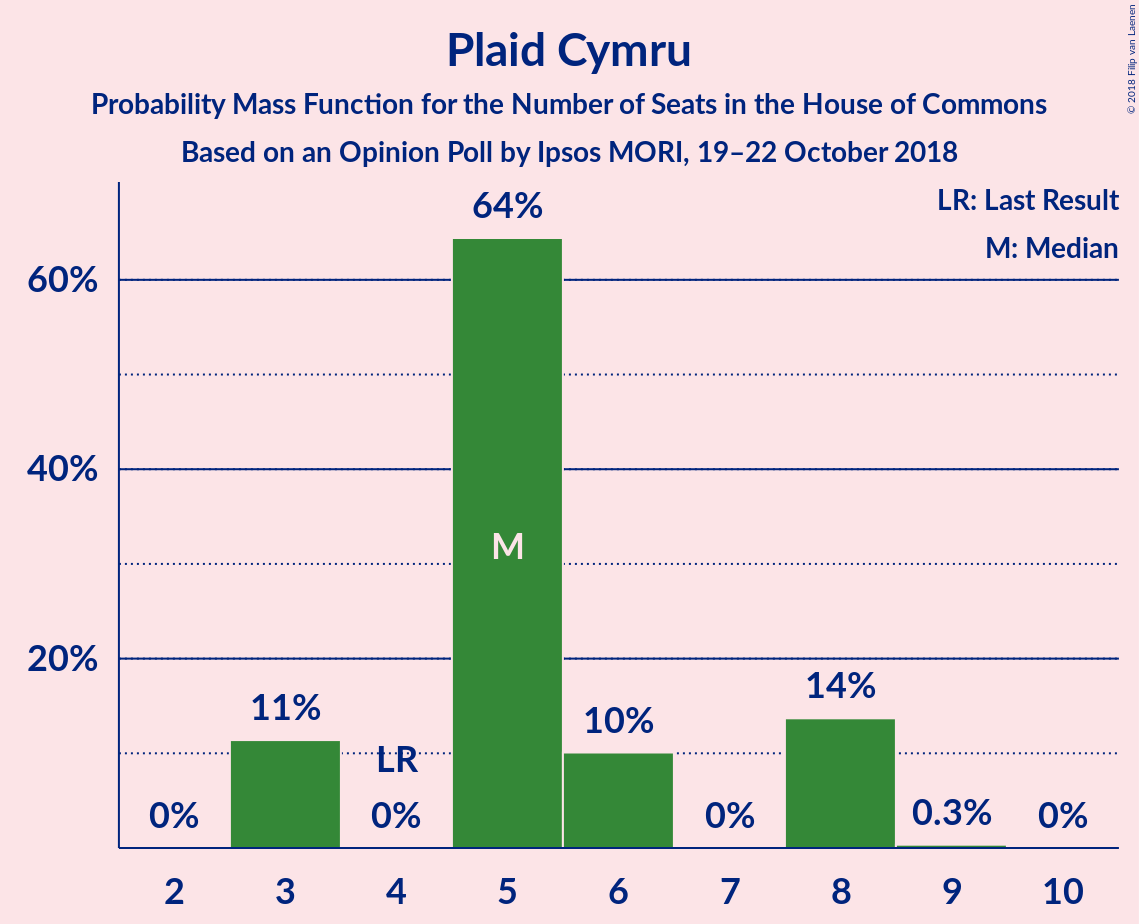 Plaid Cymru
Probability Mass Function for the Number of Seats in the House of Commons
Based on an Opinion Poll by Ipsos MORI, 19–22 October 2018
© 2018 Filip van Laenen
LR: Last Result
M: Median
60%
40%
20%
0%
11%
LR
0%
64%
M
10%
0%
14%
0.3%
0%
2 3 4 5 6 7 8 9 10